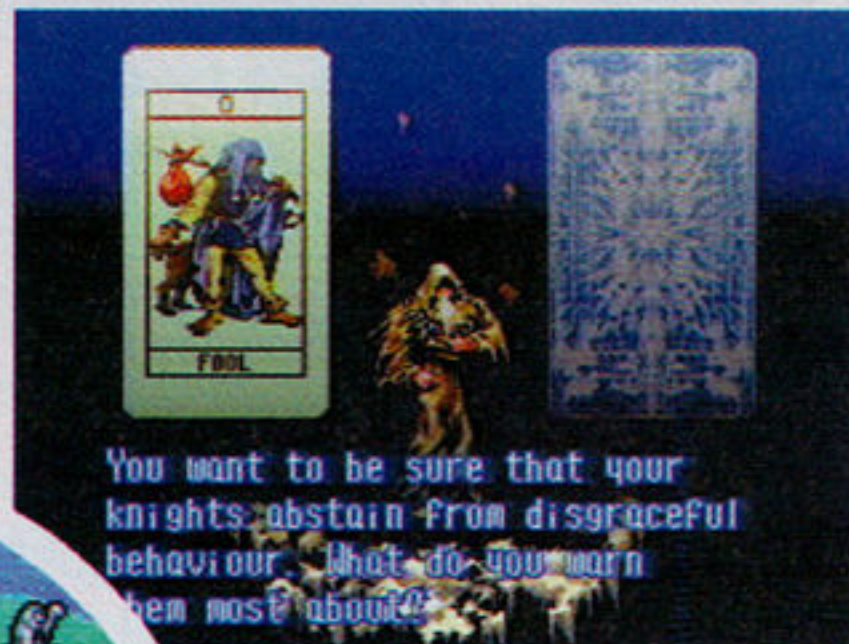 0
FOOL
You want to be sure that your
knights abstain from disgraceful
behaviour. What do you warn
them most about?